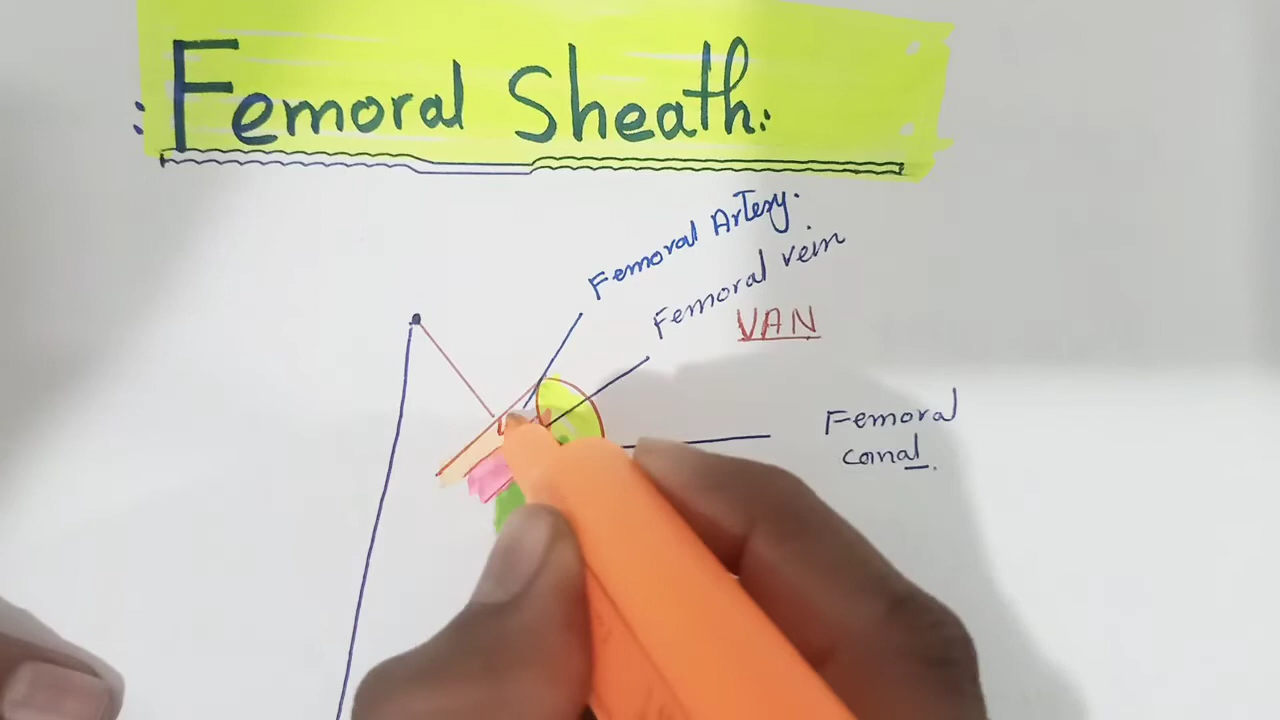 : Femoral Sheath :
Femoral Artery.
Femoral vein
VAN
Femoral
canal.